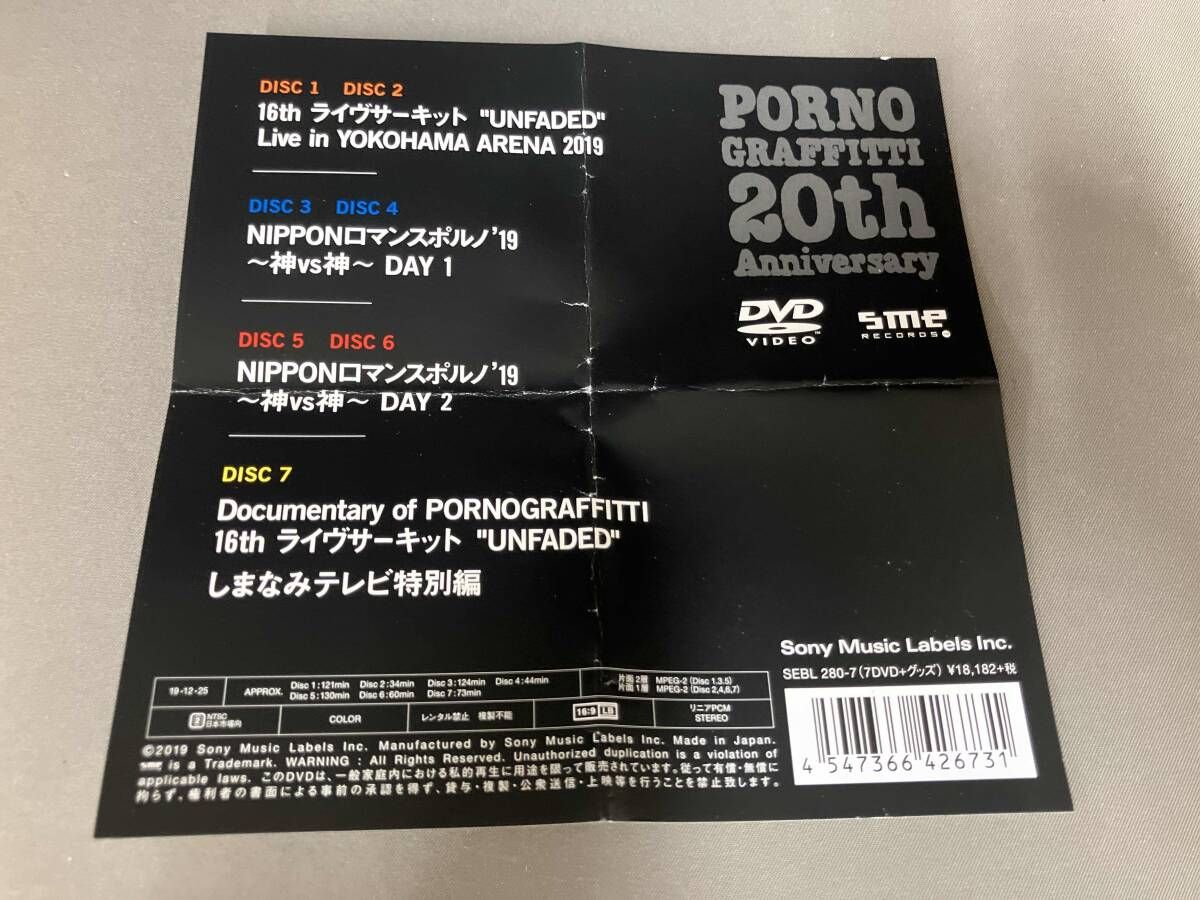 DISC 1 DISC 2
16th ライヴサーキット "UNFADED"
Live in YOKOHAMA ARENA 2019
DISC 3 DISC 4
NIPPONロマンスポルノ'19
~神vs神~ DAY 1
DISC 5 DISC 6
NIPPONロマンスポルノ'19
~神vs神~ DAY 2
DISC 7
Documentary of PORNOGRAFFITTI
16th ライヴサーキット "UNFADED"
しまなみテレビ特別編
PORNO
GRAFFITTI
20th
Anniversary
DVD
VIDEO
sme
RECORDS
Sony Music Labels Inc.
SEBL 280-7(7DVD+グッズ) ¥18,182+税
4 547366 426731
19-12-25
APPROX.
Disc 1:121min Disc 2:34min Disc 3:124min Disc 4:44min
Disc 5:130min Disc 6:60min Disc 7:73min
片面2層 MPEG-2 (Disc 1,3,5)
片面1層 MPEG-2 (Disc 2,4,6,7)
2 NTSC
日本市場向
COLOR
レンタル禁止 複製不能
16:9 LB
リニアPCM
STEREO
©2019 Sony Music Labels Inc. Manufactured by Sony Music Labels Inc. Made in Japan.
sme is a Trademark. WARNING : All Rights Reserved. Unauthorized duplication is a violation of
applicable laws. このDVDは、一般家庭内における私的再生に用途を限って販売されています。従って有償・無償に
拘らず、権利者の書面による事前の承認を得ず、貸与・複製・公衆送信・上映等を行うことを禁止致します。